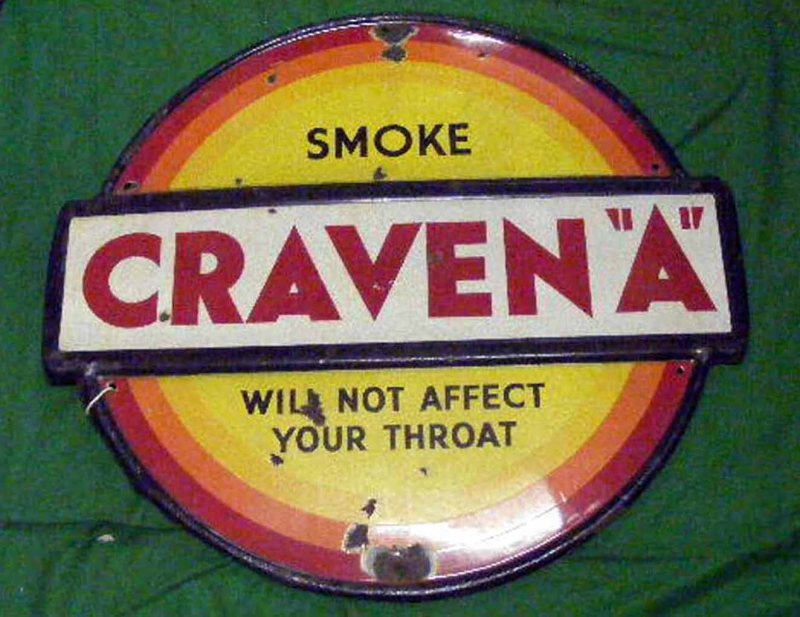 SMOKE
CRAVEN "A"
WILL NOT AFFECT
YOUR THROAT